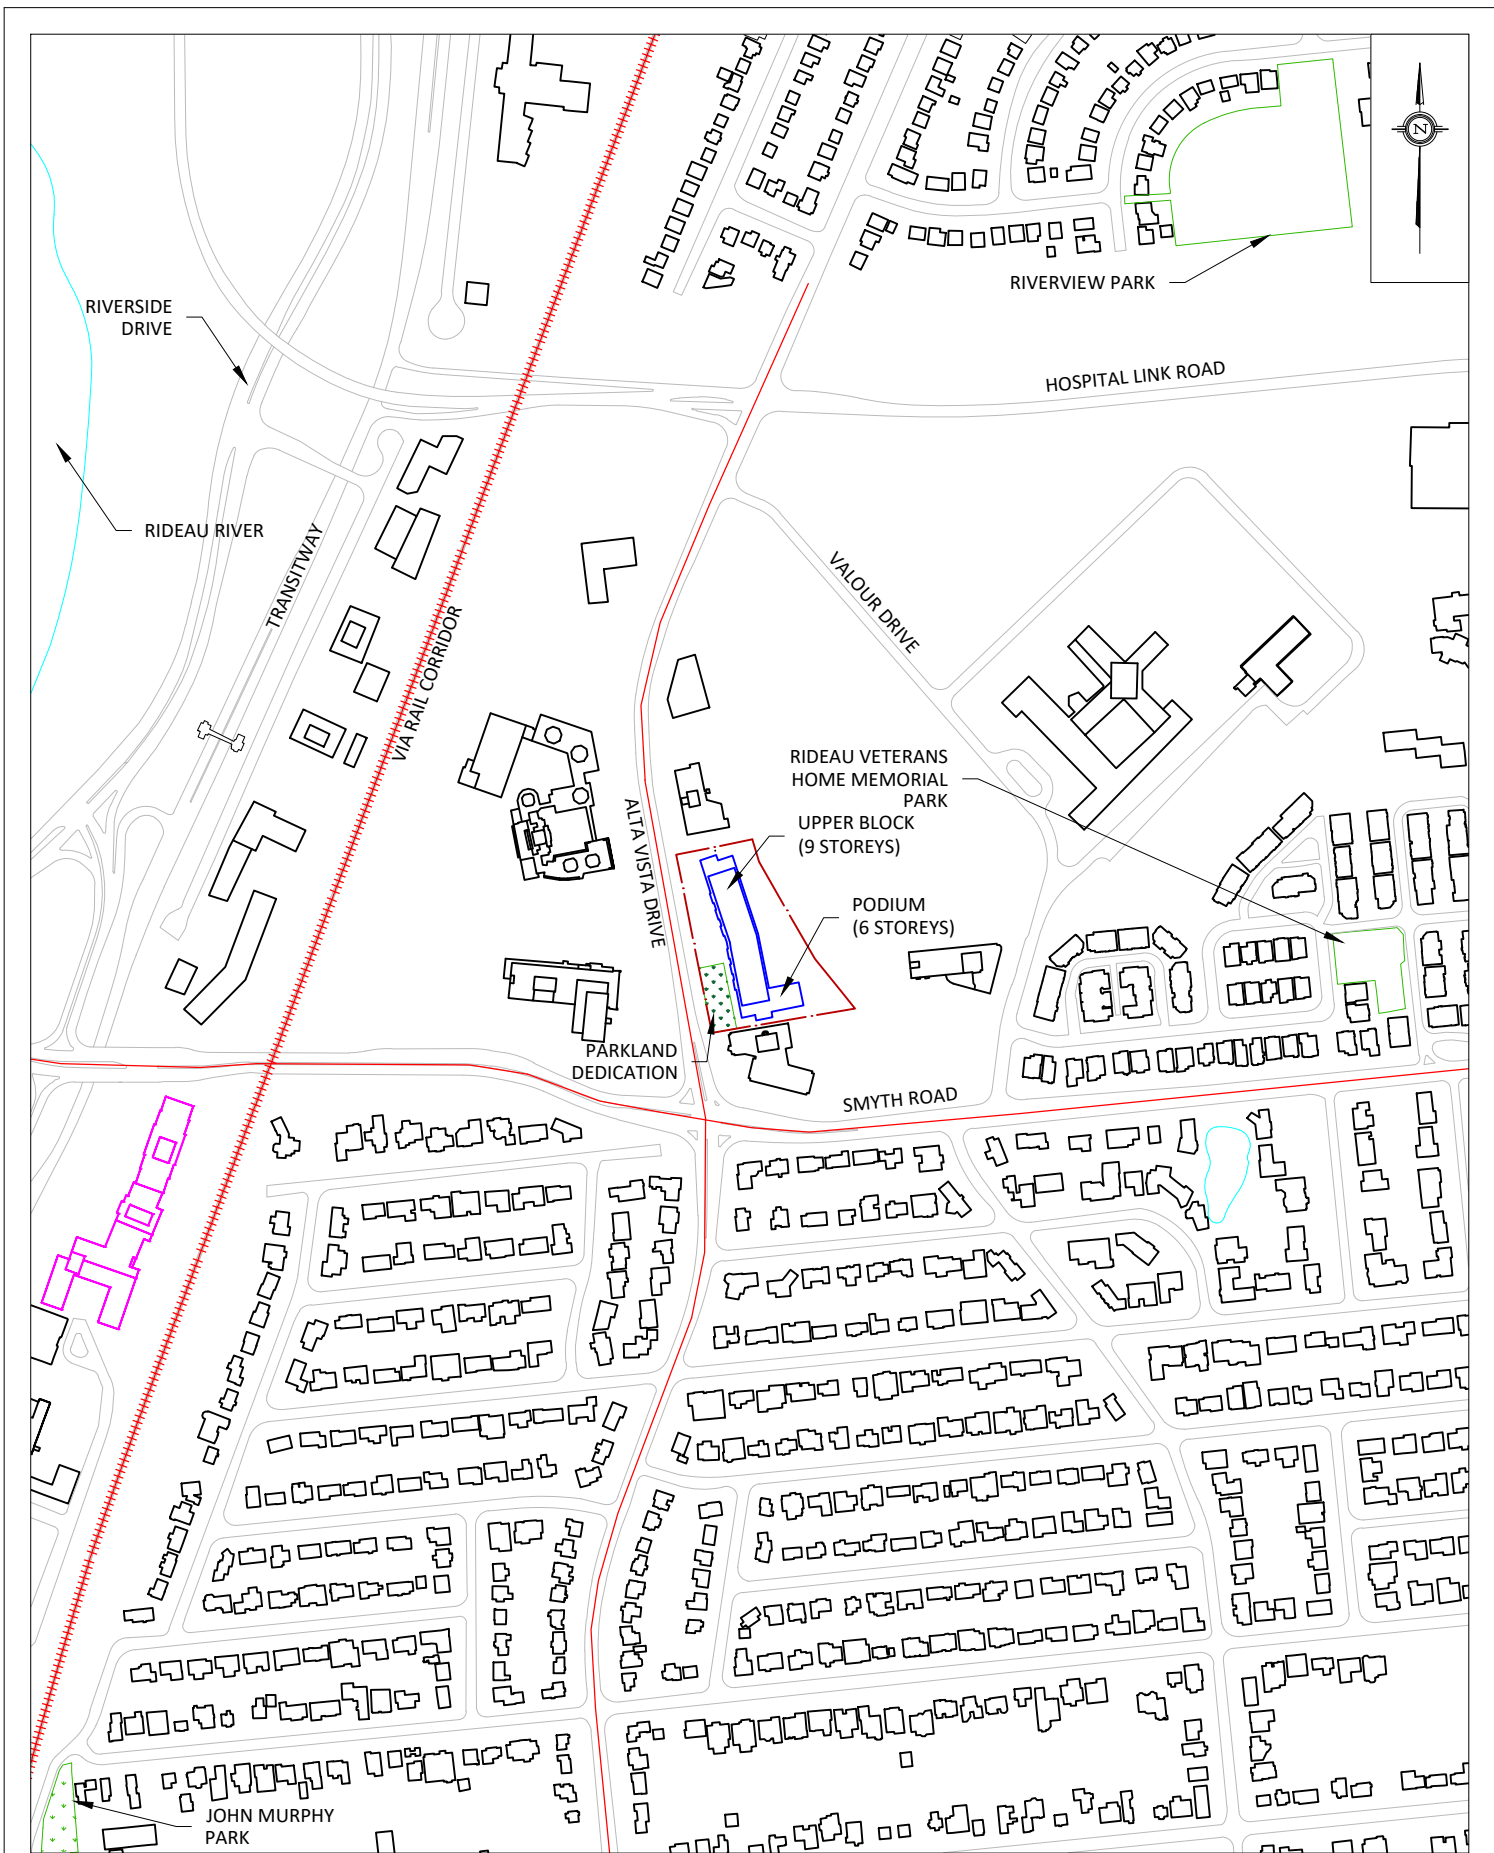 N
RIVERVIEW PARK
RIVERSIDE
DRIVE
HOSPITAL LINK ROAD
RIDEAU RIVER
TRANSITWAY
VALOUR DRIVE
VIA RAIL CORRIDOR
RIDEAU VETERANS
HOME MEMORIAL
PARK
ALTA VISTA DRIVE
UPPER BLOCK
(9 STOREYS)
PODIUM
(6 STOREYS)
PARKLAND
DEDICATION
SMYTH ROAD
JOHN MURPHY
PARK